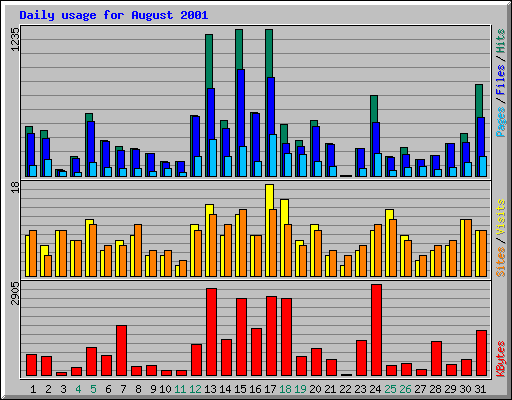 Daily usage for August 2001
1235
Pages / Files / Hits
18
Sites / Visits
2905
KBytes
1 2 3 4 5 6 7 8 9 10 11 12 13 14 15 16 17 18 19 20 21 22 23 24 25 26 27 28 29 30 31